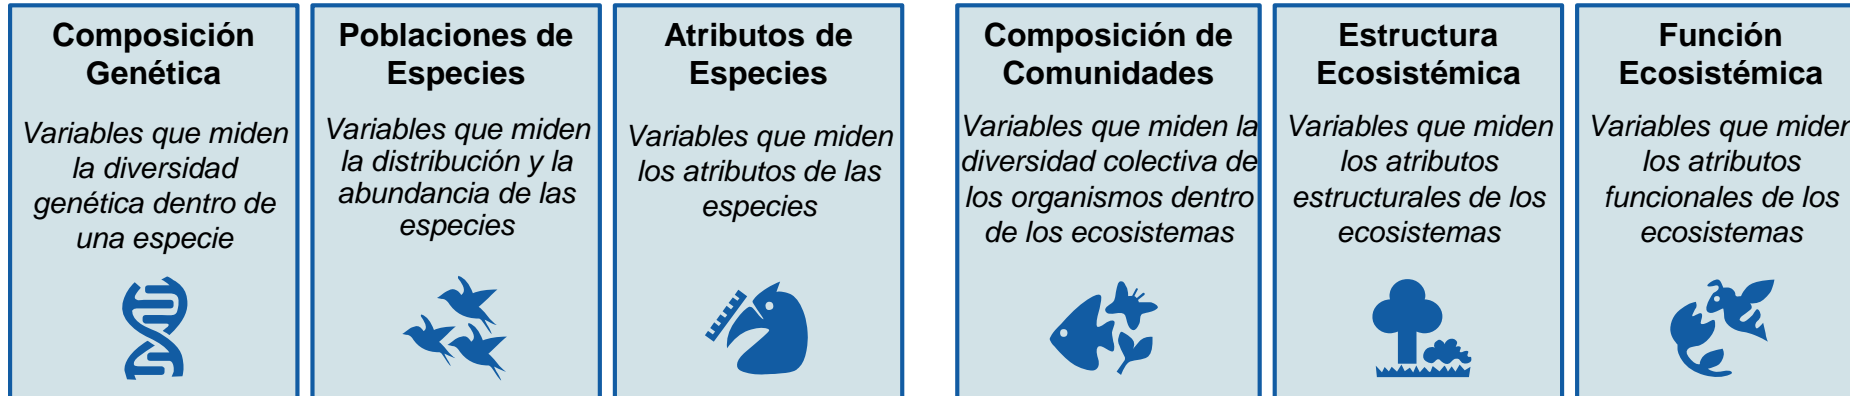 Composición
Genética
Variables que miden
la diversidad
genética dentro de
una especie
Poblaciones de
Especies
Variables que miden
la distribución y la
abundancia de las
especies
Atributos de
Especies
Variables que miden
los atributos de las
especies
Composición de
Comunidades
Variables que miden la
diversidad colectiva de
los organismos dentro
de los ecosistemas
Estructura
Ecosistémica
Variables que miden
los atributos
estructurales de los
ecosistemas
Función
Ecosistémica
Variables que miden
los atributos
funcionales de los
ecosistemas